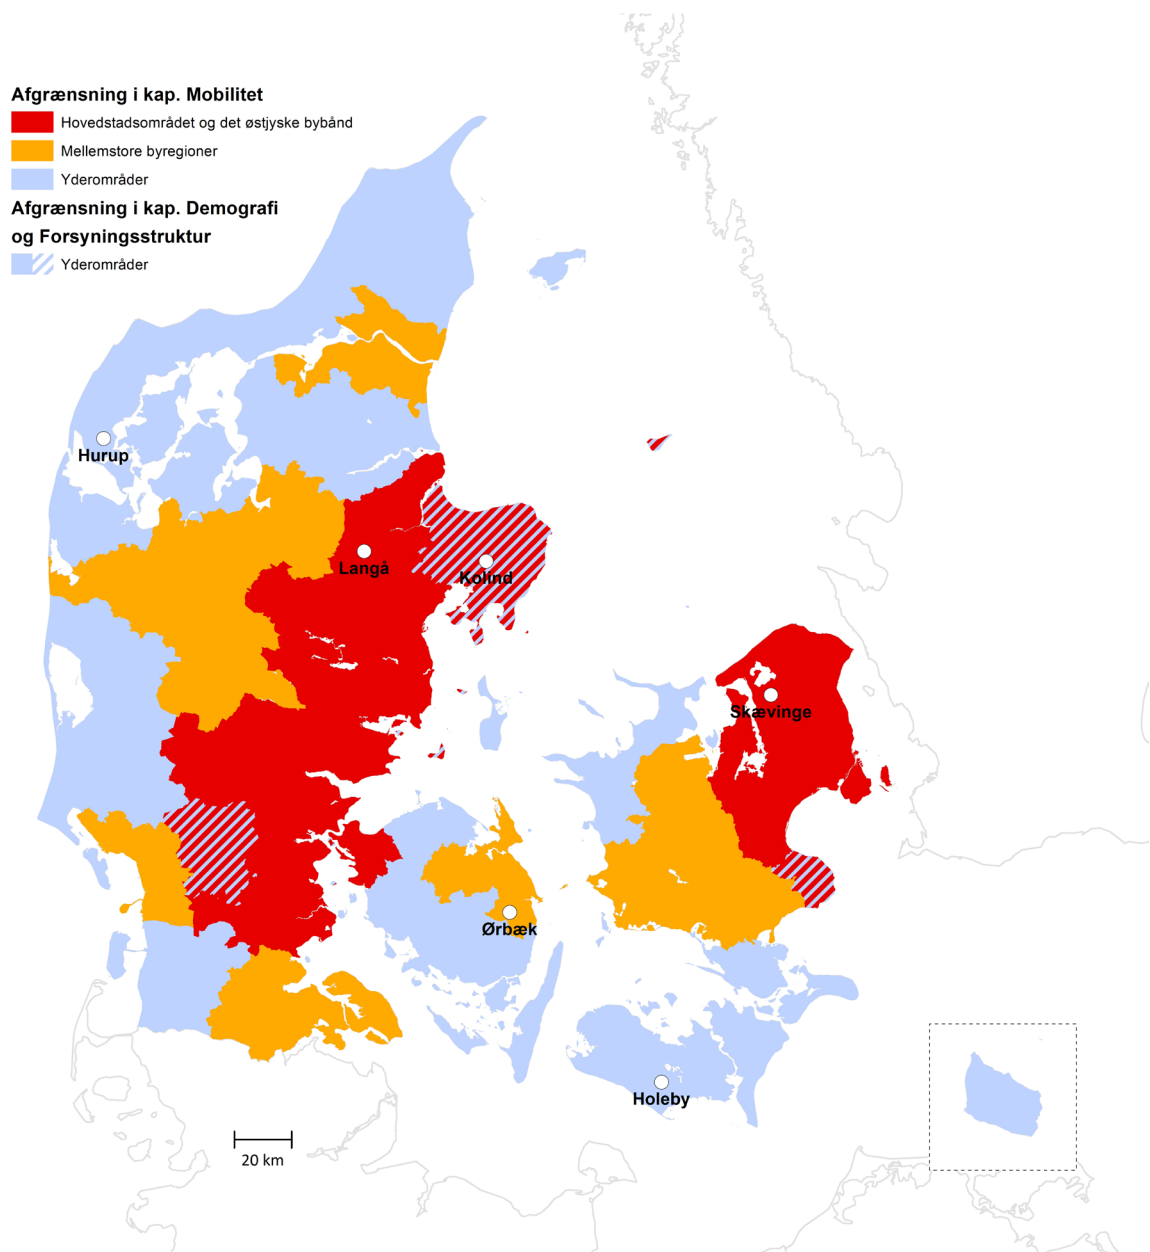 Afgrænsning i kap. Mobilitet
Hovedstadsområdet og det østjyske bybånd
Mellemstore byregioner
Yderområder
Afgrænsning i kap. Demografi
og Forsyningsstruktur
Yderområder
Hurup
Langå
Kolind
Skævinge
Ørbæk
Holeby
20 km